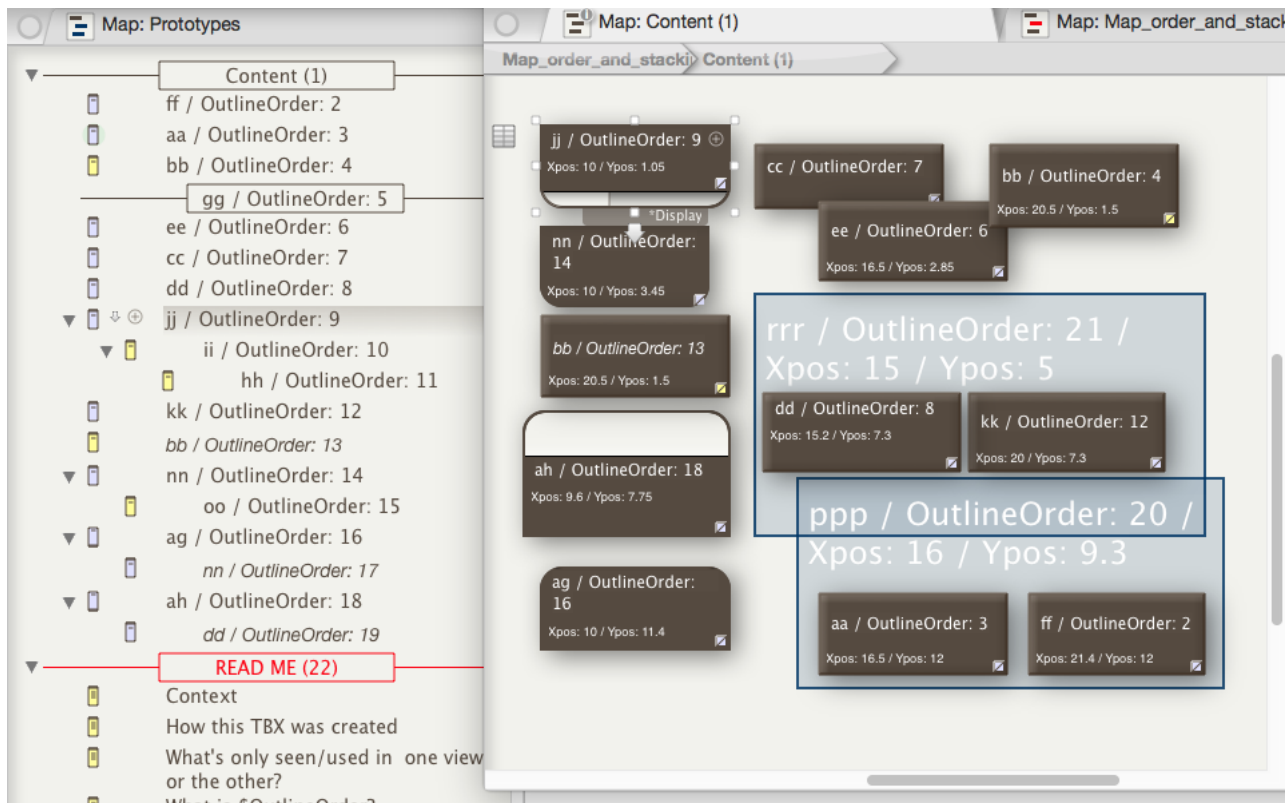 Map: Prototypes
Content (1)
ff / OutlineOrder: 2
aa / OutlineOrder: 3
bb / OutlineOrder: 4
gg / OutlineOrder: 5
ee / OutlineOrder: 6
cc / OutlineOrder: 7
dd / OutlineOrder: 8
jj / OutlineOrder: 9
ii / OutlineOrder: 10
hh / OutlineOrder: 11
kk / OutlineOrder: 12
bb / OutlineOrder: 13
nn / OutlineOrder: 14
oo / OutlineOrder: 15
ag / OutlineOrder: 16
nn / OutlineOrder: 17
ah / OutlineOrder: 18
dd / OutlineOrder: 19
READ ME (22)
Context
How this TBX was created
What's only seen/used in one view
or the other?
What is $OutlineOrder?
Map: Content (1)
Map: Map_order_and_stack
Map_order_and_stacki
Content (1)
jj / OutlineOrder: 9
Xpos: 10 / Ypos: 1.05
*Display
nn / OutlineOrder:
14
Xpos: 10 / Ypos: 3.45
bb / OutlineOrder: 13
Xpos: 20.5 / Ypos: 1.5
ah / OutlineOrder: 18
Xpos: 9.6 / Ypos: 7.75
ag / OutlineOrder:
16
Xpos: 10 / Ypos: 11.4
cc / OutlineOrder: 7
bb / OutlineOrder: 4
Xpos: 20.5 / Ypos: 1.5
ee / OutlineOrder: 6
Xpos: 16.5 / Ypos: 2.85
rrr / OutlineOrder: 21 /
Xpos: 15 / Ypos: 5
dd / OutlineOrder: 8
Xpos: 15.2 / Ypos: 7.3
kk / OutlineOrder: 12
Xpos: 20 / Ypos: 7.3
ppp / OutlineOrder: 20 /
Xpos: 16 / Ypos: 9.3
aa / OutlineOrder: 3
Xpos: 16.5 / Ypos: 12
ff / OutlineOrder: 2
Xpos: 21.4 / Ypos: 12